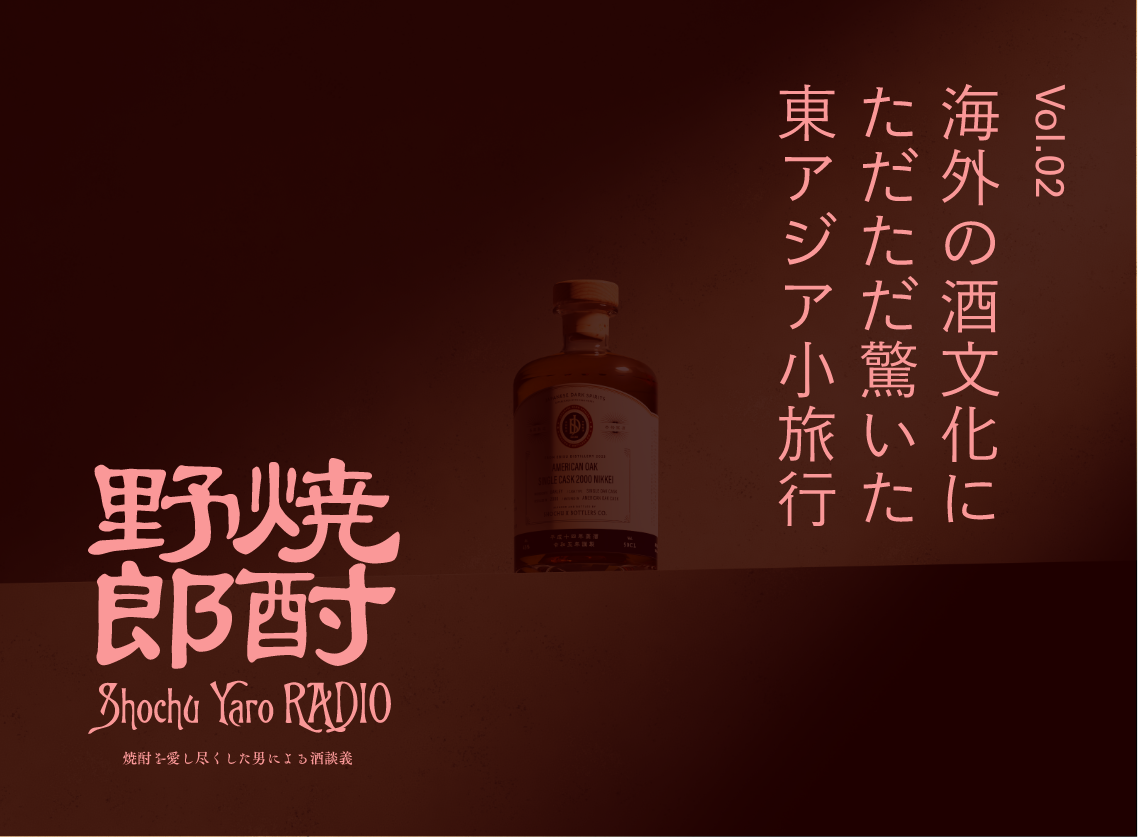 Vol.02
海外の酒文化に
ただただ驚いた
東アジア小旅行
焼酎
野郎
Shochu Yaro RADIO
焼酎を愛し尽くした男による酒談義
AMERICAN OAK
CASK 2000 NIKKEI